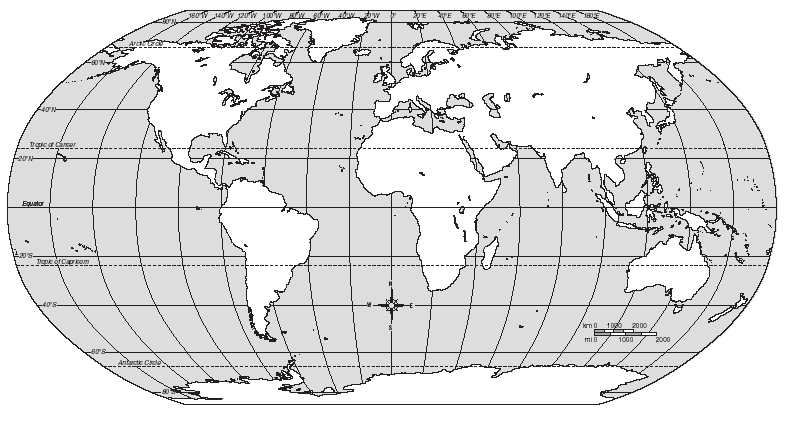 160°W 140°W 120°W 100°W 80°W 60°W 40°W 20°W 0° 20°E 40°E 60°E 80°E 100°E 120°E 140°E 160°E
80°N
Arctic Circle
60°N
40°N
Tropic of Cancer
20°N
Equator
20°S
Tropic of Capricorn
N
W E
S
40°S
km 0 1000 2000
mi 0 1000 2000
60°S
Antarctic Circle
80°S